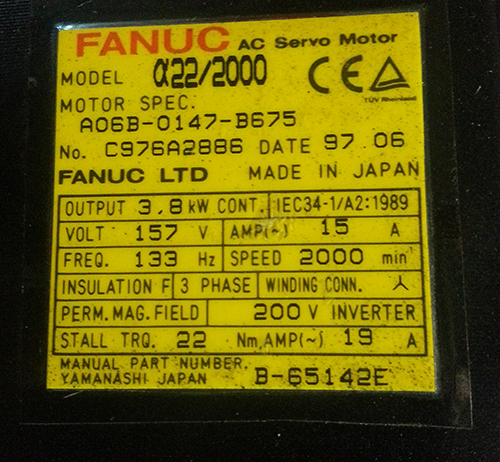 FANUC AC Servo Motor
MODEL α22/2000
CE
TÜV Rheinland
MOTOR SPEC.
A06B-0147-B675
No. C976A2886 DATE 97.06
FANUC LTD MADE IN JAPAN
OUTPUT 3.8 kW CONT. IEC34-1/A2:1989
VOLT 157 V AMP(~) 15 A
FREQ. 133 Hz SPEED 2000 min⁻¹
INSULATION F 3 PHASE WINDING CONN. ⅄
PERM. MAG. FIELD 200 V INVERTER
STALL TRQ. 22 Nm, AMP(~) 19 A
MANUAL PART NUMBER.
YAMANASHI JAPAN B-65142E